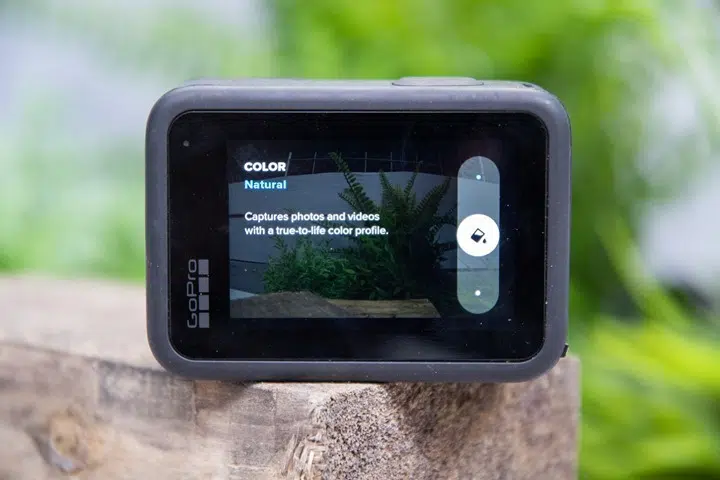 COLOR
Natural
Captures photos and videos
with a true-to-life color profile.
GoPro